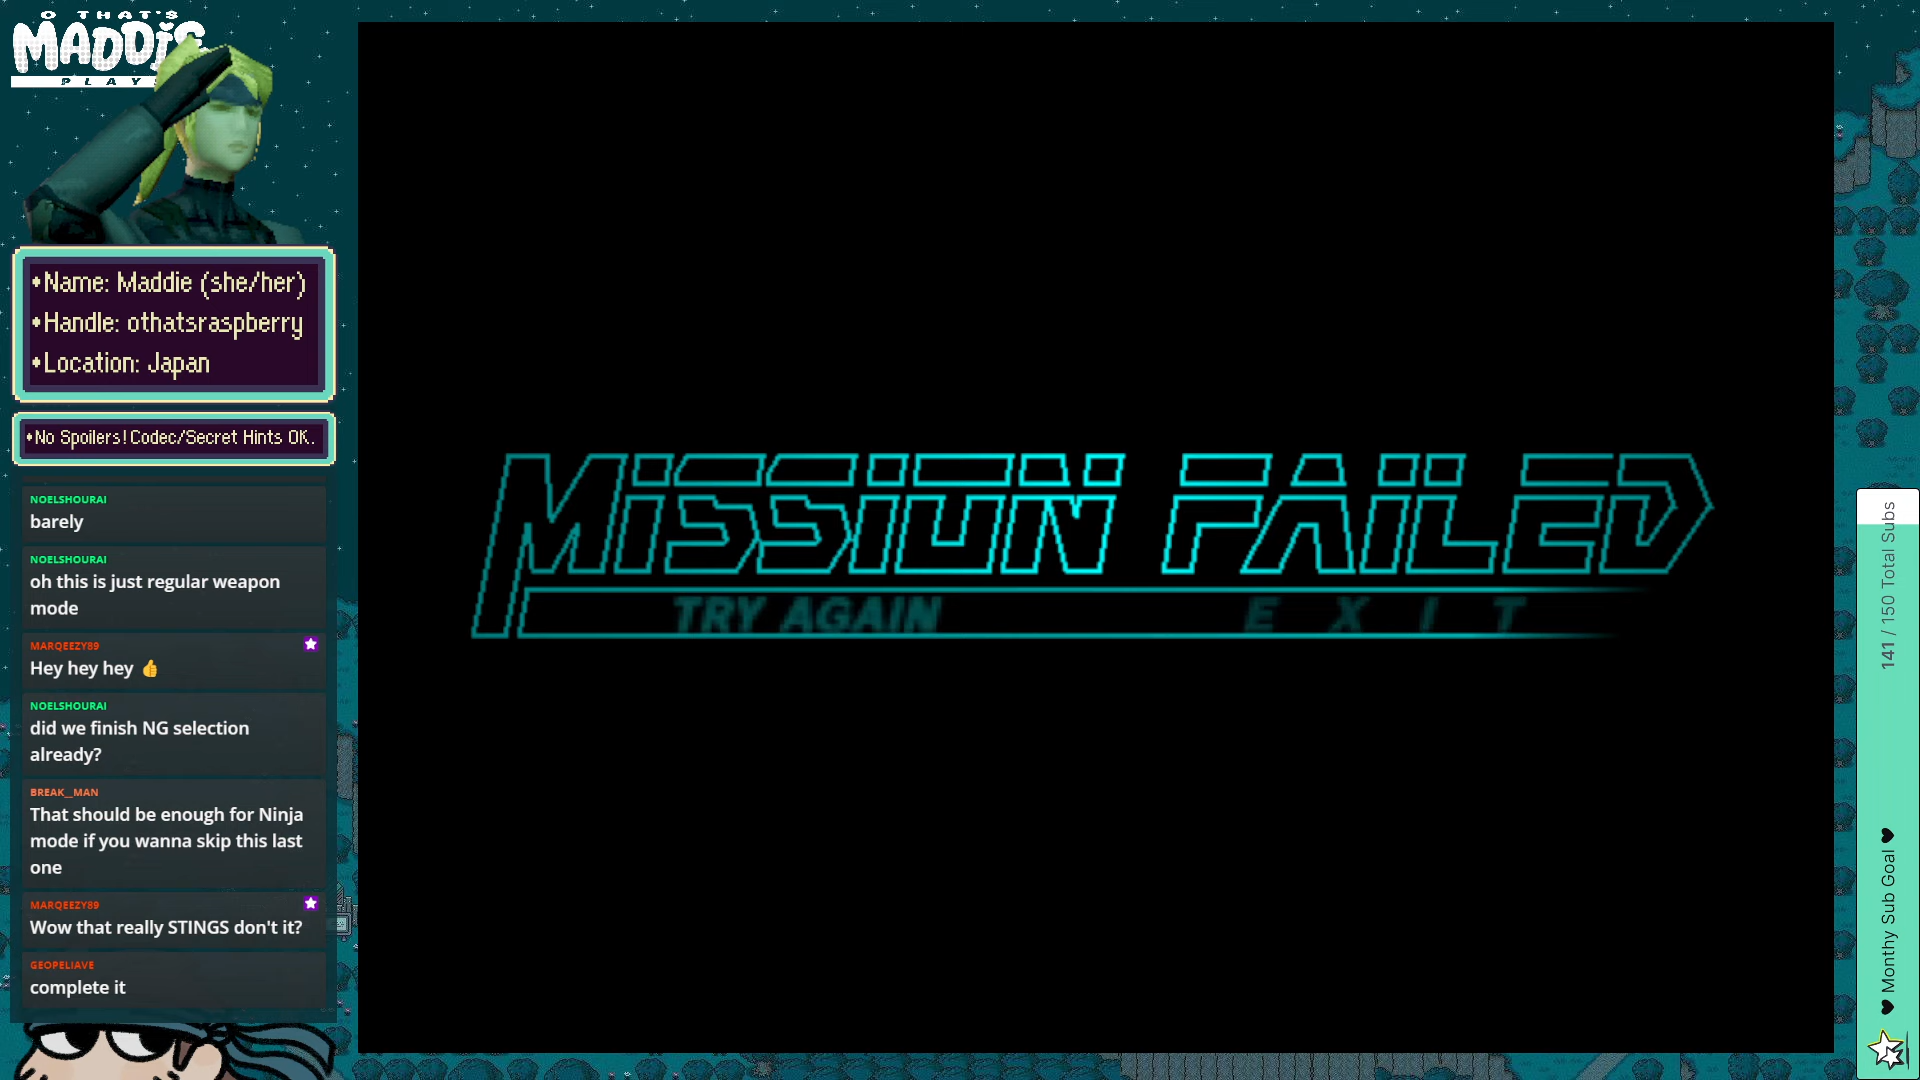 O THAT'S
MADDIE
PLAY
•Name: Maddie (she/her)
•Handle: othatsraspberry
•Location: Japan
•No Spoilers! Codec/Secret Hints OK.
NOELSHOURAI
barely
NOELSHOURAI
oh this is just regular weapon
mode
MARQEEZY89
Hey hey hey 👍
NOELSHOURAI
did we finish NG selection
already?
BREAK__MAN
That should be enough for Ninja
mode if you wanna skip this last
one
MARQEEZY89
Wow that really STINGS don't it?
GEOPELIAVE
complete it
MISSION FAILED
TRY AGAIN
EXIT
141 / 150 Total Subs
♥ Monthy Sub Goal ♥